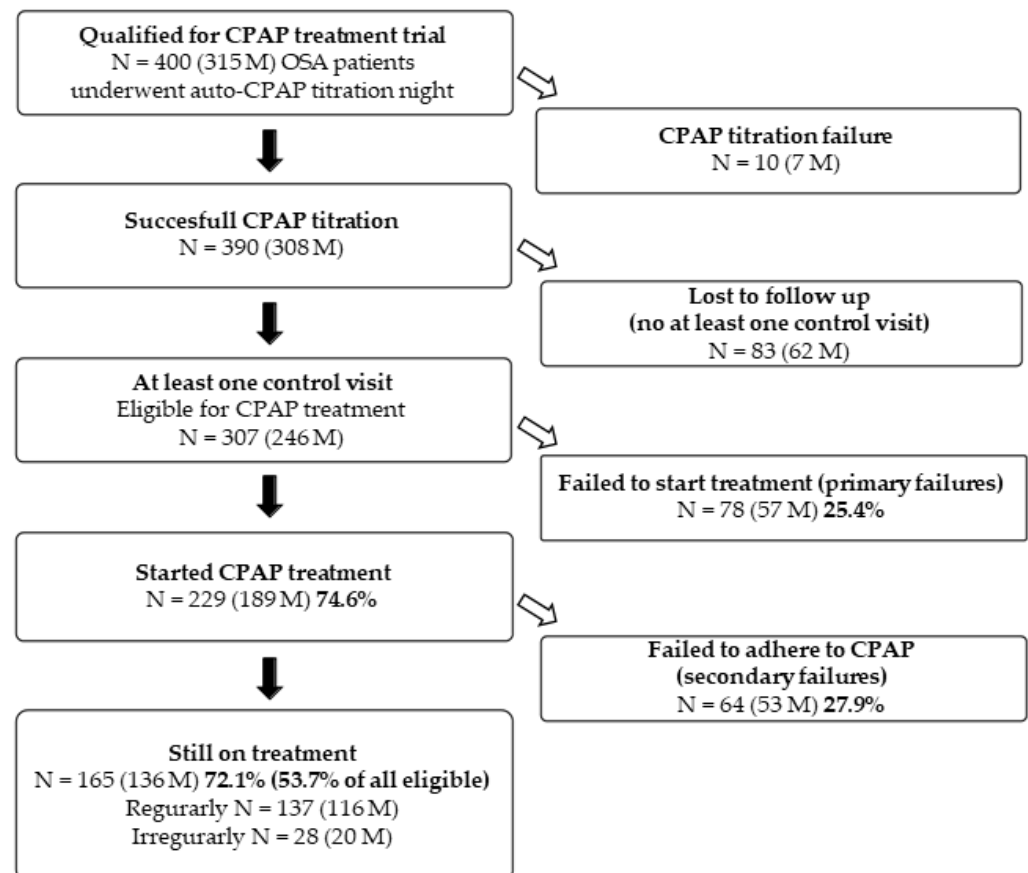 Qualified for CPAP treatment trial
N = 400 (315 M) OSA patients
underwent auto-CPAP titration night
CPAP titration failure
N = 10 (7 M)
Succesfull CPAP titration
N = 390 (308 M)
Lost to follow up
(no at least one control visit)
N = 83 (62 M)
At least one control visit
Eligible for CPAP treatment
N = 307 (246 M)
Failed to start treatment (primary failures)
N = 78 (57 M) 25.4%
Started CPAP treatment
N = 229 (189 M) 74.6%
Failed to adhere to CPAP
(secondary failures)
N = 64 (53 M) 27.9%
Still on treatment
N = 165 (136 M) 72.1% (53.7% of all eligible)
Regurarly N = 137 (116 M)
Irregurarly N = 28 (20 M)